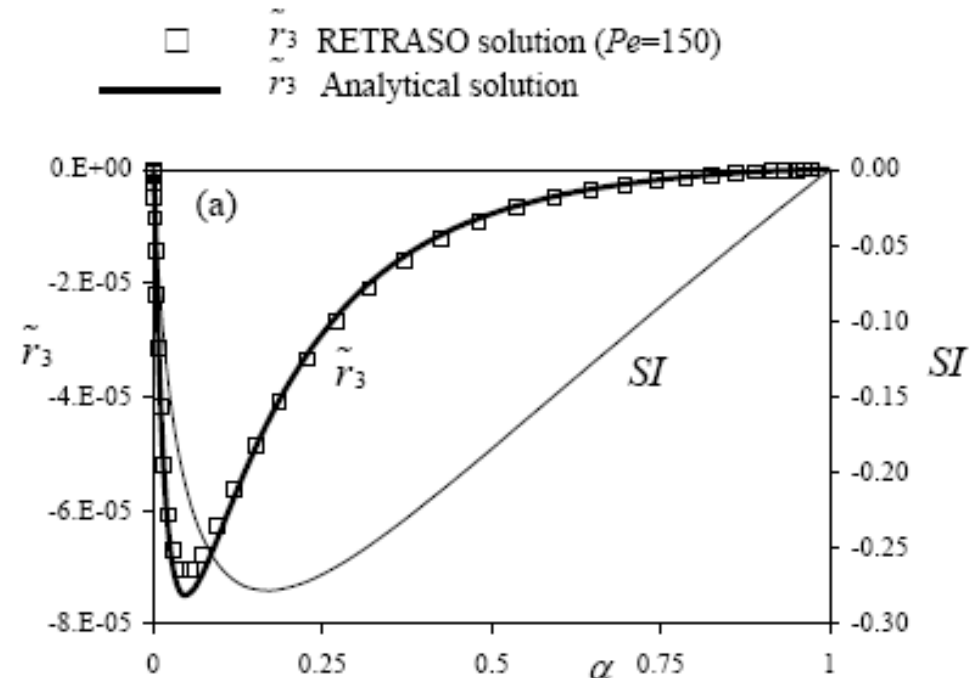 □ r̃₃ RETRASO solution (Pe=150)
r̃₃ Analytical solution
(a)
0.E+00
-2.E-05
-4.E-05
-6.E-05
-8.E-05
r̃₃
r̃₃
SI
0.00
-0.05
-0.10
-0.15
-0.20
-0.25
-0.30
SI
0 0.25 0.5 α 0.75 1